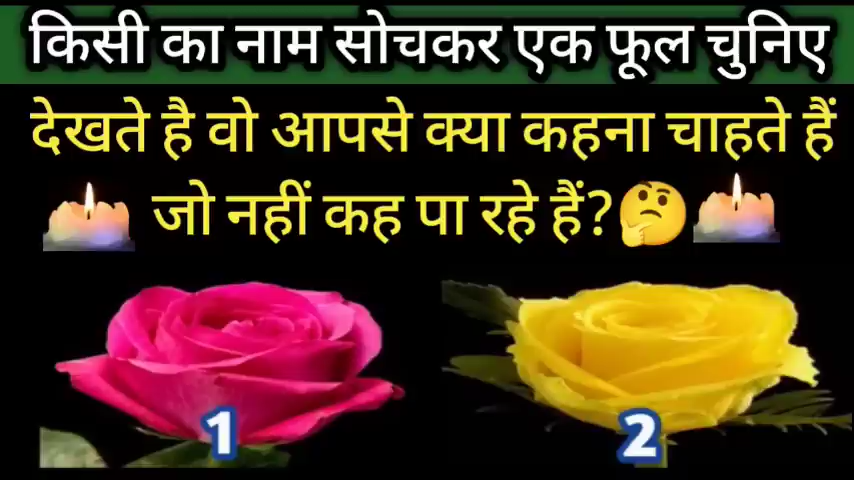 किसी का नाम सोचकर एक फूल चुनिए
देखते है वो आपसे क्या कहना चाहते हैं
जो नहीं कह पा रहे हैं?🤔
1
2